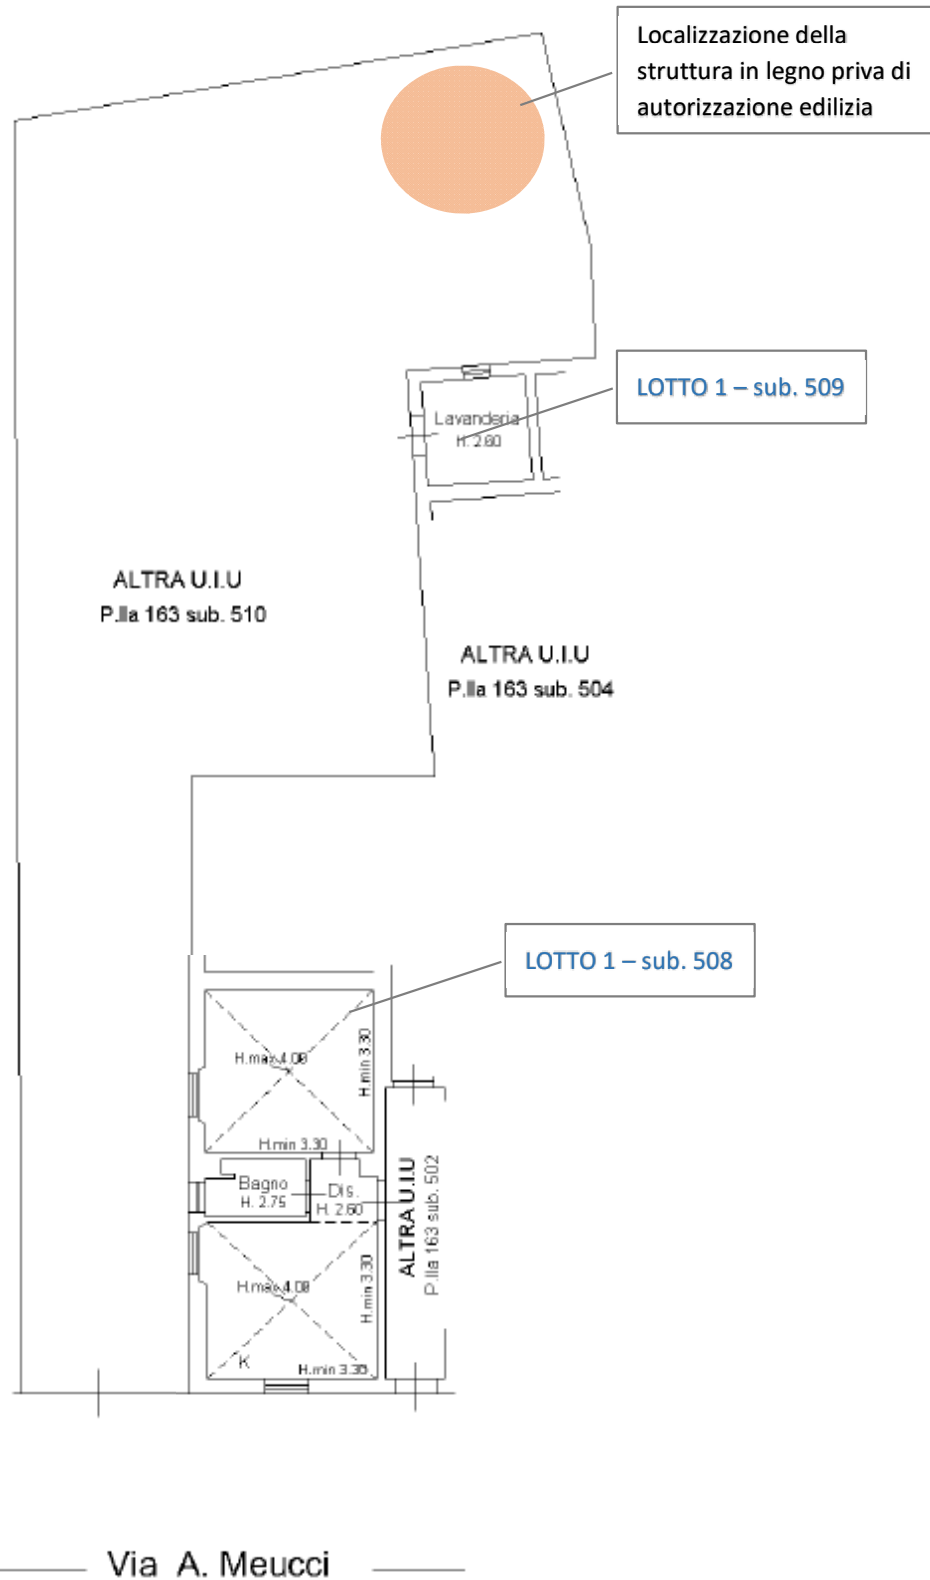 Localizzazione della
struttura in legno priva di
autorizzazione edilizia
LOTTO 1 – sub. 509
Lavanderia
H. 2.60
ALTRA U.I.U
P.lla 163 sub. 510
ALTRA U.I.U
P.lla 163 sub. 504
LOTTO 1 – sub. 508
H.max 4.08
H.min 3.30
H.min 3.30
Bagno
H. 2.75
Dis.
H. 2.60
ALTRA U.I.U
P.lla 163 sub. 502
H.max 4.08
H.min 3.30
K
H.min 3.30
Via A. Meucci